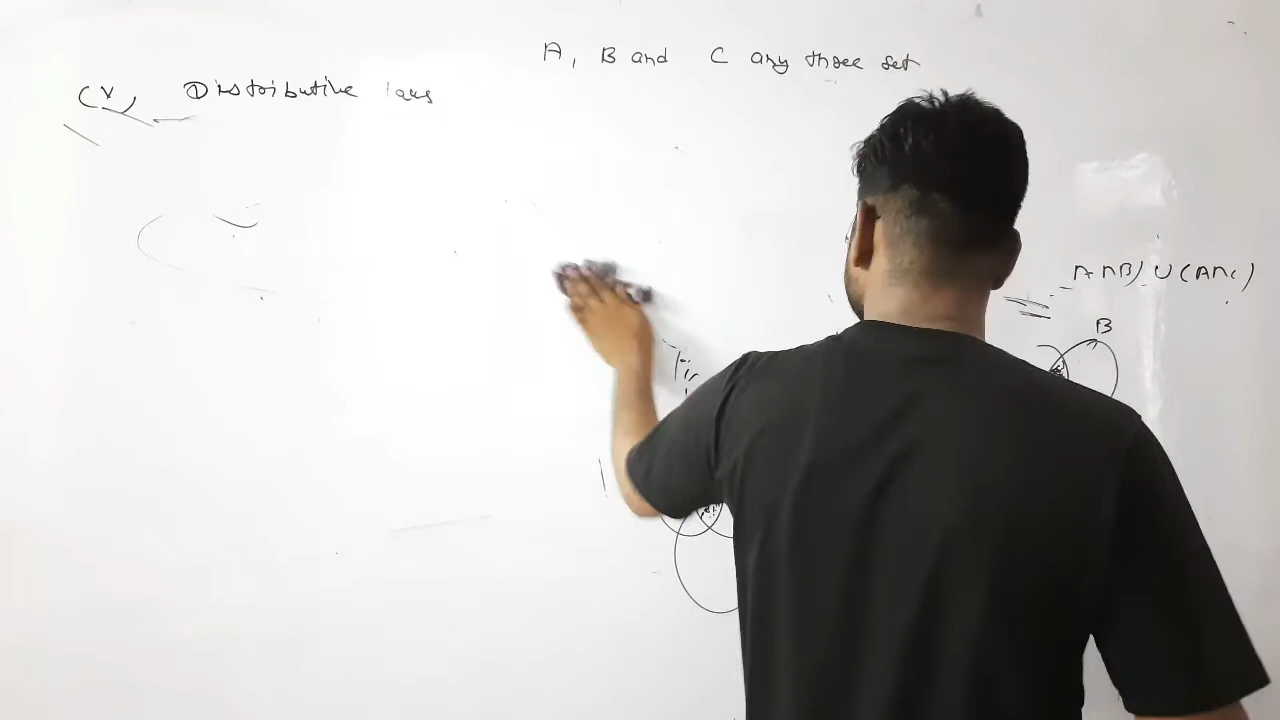 A, B and C any three set
(V) Distributive laws
= A∩B) ∪ (A∩C)
B